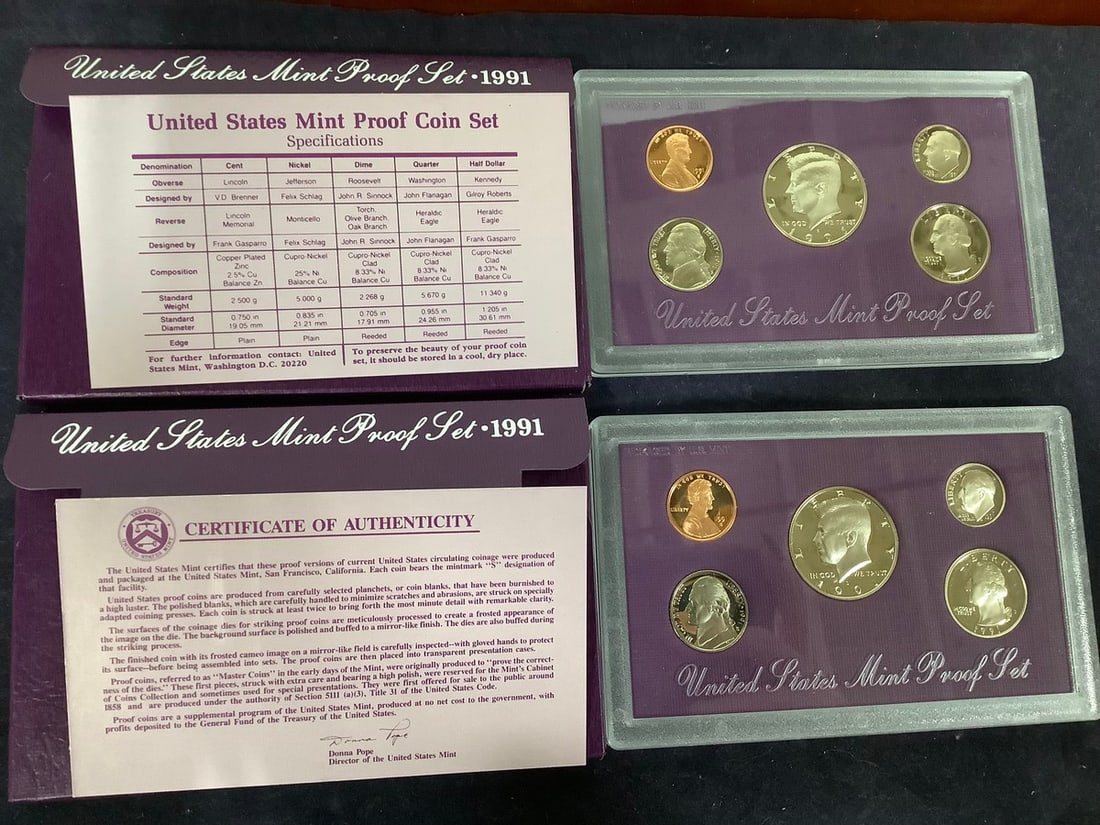 United States Mint Proof Set • 1991
United States Mint Proof Coin Set
Specifications
Denomination Cent Nickel Dime Quarter Half Dollar
Obverse Lincoln Jefferson Roosevelt Washington Kennedy
Designed by V.D. Brenner Felix Schlag John R. Sinnock John Flanagan Gilroy Roberts
Reverse Lincoln Memorial Monticello Torch, Olive Branch, Oak Branch Heraldic Eagle Heraldic Eagle
Designed by Frank Gasparro Felix Schlag John R. Sinnock John Flanagan Frank Gasparro
Composition Copper Plated Zinc 2.5% Cu Balance Zn Cupro-Nickel 25% Ni Balance Cu Cupro-Nickel Clad 8.33% Ni Balance Cu Cupro-Nickel Clad 8.33% Ni Balance Cu Cupro-Nickel Clad 8.33% Ni Balance Cu
Standard Weight 2.500 g 5.000 g 2.268 g 5.670 g 11.340 g
Standard Diameter 0.750 in 19.05 mm 0.835 in 21.21 mm 0.705 in 17.91 mm 0.955 in 24.26 mm 1.205 in 30.61 mm
Edge Plain Plain Reeded Reeded Reeded
For further information contact: United
States Mint, Washington D.C. 20220
To preserve the beauty of your proof coin
set, it should be stored in a cool, dry place.
LIBERTY
IN GOD WE TRUST
United States Mint Proof Set
United States Mint Proof Set • 1991
CERTIFICATE OF AUTHENTICITY
The United States Mint certifies that these proof versions of current United States circulating coinage were produced
and packaged at the United States Mint, San Francisco, California. Each coin bears the mintmark "S" designation of
that facility.
United States proof coins are produced from carefully selected planchets, or coin blanks, that have been burnished to
a high luster. The polished blanks, which are carefully handled to minimize scratches and abrasions, are struck on specially
adapted coining presses. Each coin is struck at least twice to bring forth the most minute detail with remarkable clarity.
The surfaces of the coinage dies for striking proof coins are meticulously processed to create a frosted appearance of
the image on the die. The background surface is polished and buffed to a mirror-like finish. The dies are also buffed during
the striking process.
The finished coin with its frosted cameo image on a mirror-like field is carefully inspected--with gloved hands to protect
its surface--before being assembled into sets. The proof coins are then placed into transparent presentation cases.
Proof coins, referred to as "Master Coins" in the early days of the Mint, were originally produced to "prove the correct-
ness of the dies." These first pieces, struck with extra care and bearing a high polish, were reserved for the Mint's Cabinet
of Coins Collection and sometimes used for special presentations. They were first offered for sale to the public around
1858 and are produced under the authority of Section 5111 (a)(3), Title 31 of the United States Code.
Proof coins are a supplemental program of the United States Mint, produced at no net cost to the government, with
profits deposited to the General Fund of the Treasury of the United States.
Donna Pope
Donna Pope
Director of the United States Mint
LIBERTY
IN GOD WE TRUST
LIBERTY
1991
United States Mint Proof Set